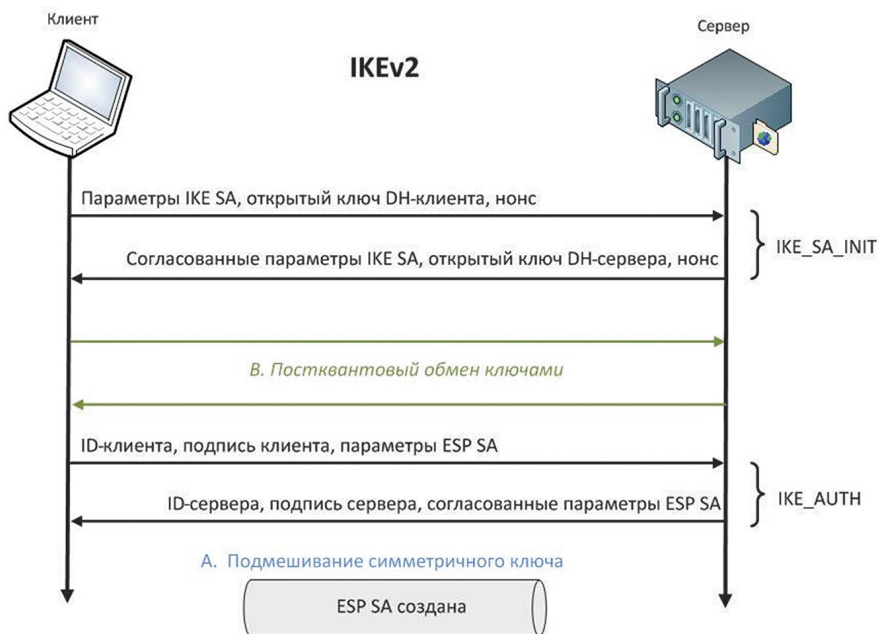 Клиент
Сервер
IKEv2
Параметры IKE SA, открытый ключ DH-клиента, нонс
Согласованные параметры IKE SA, открытый ключ DH-сервера, нонс
IKE_SA_INIT
B. Постквантовый обмен ключами
ID-клиента, подпись клиента, параметры ESP SA
ID-сервера, подпись сервера, согласованные параметры ESP SA
IKE_AUTH
A. Подмешивание симметричного ключа
ESP SA создана